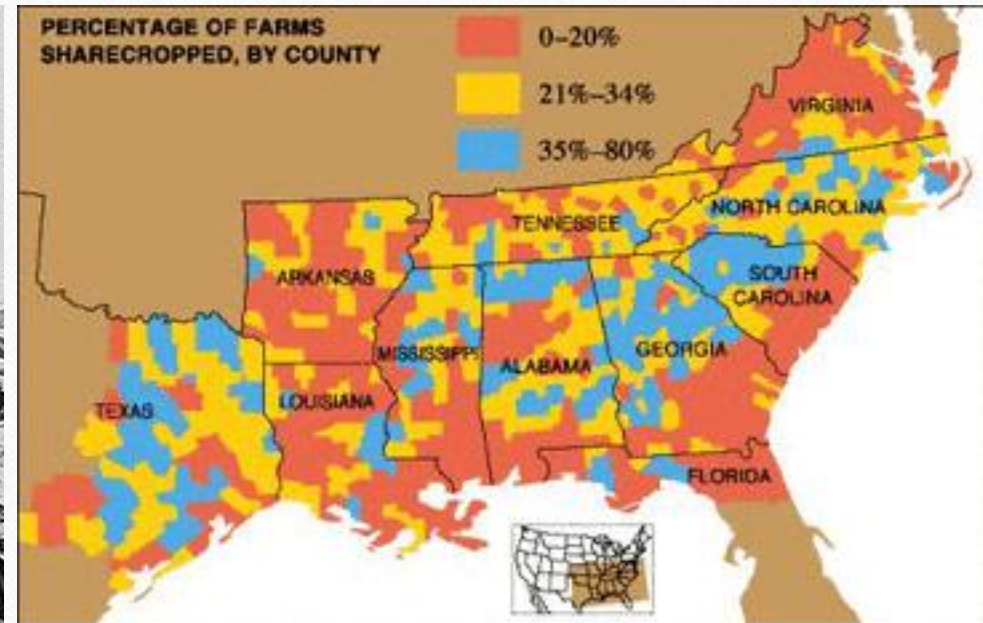 PERCENTAGE OF FARMS
SHARECROPPED, BY COUNTY
0–20%
21%–34%
35%–80%
VIRGINIA
NORTH CAROLINA
TENNESSEE
ARKANSAS
SOUTH
CAROLINA
MISSISSIPPI
ALABAMA
GEORGIA
TEXAS
LOUISIANA
FLORIDA